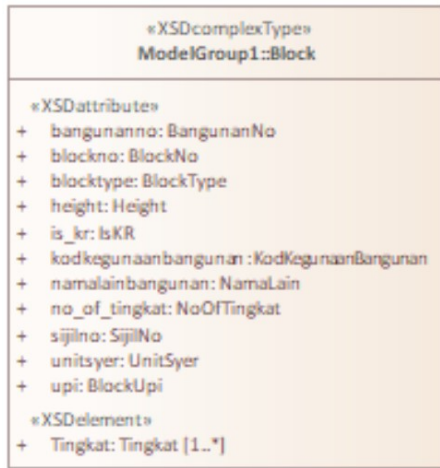 «XSDcomplexType»
ModelGroup1::Block
«XSDattribute»
+ bangunanno: BangunanNo
+ blockno: BlockNo
+ blocktype: BlockType
+ height: Height
+ is_kr: IsKR
+ kodkegunaanbangunan :KodKegunaanBangunan
+ namalainbangunan: NamaLain
+ no_of_tingkat: NoOfTingkat
+ sijilno: SijilNo
+ unitsyer: UnitSyer
+ upi: BlockUpi
«XSDelement»
+ Tingkat: Tingkat [1..*]